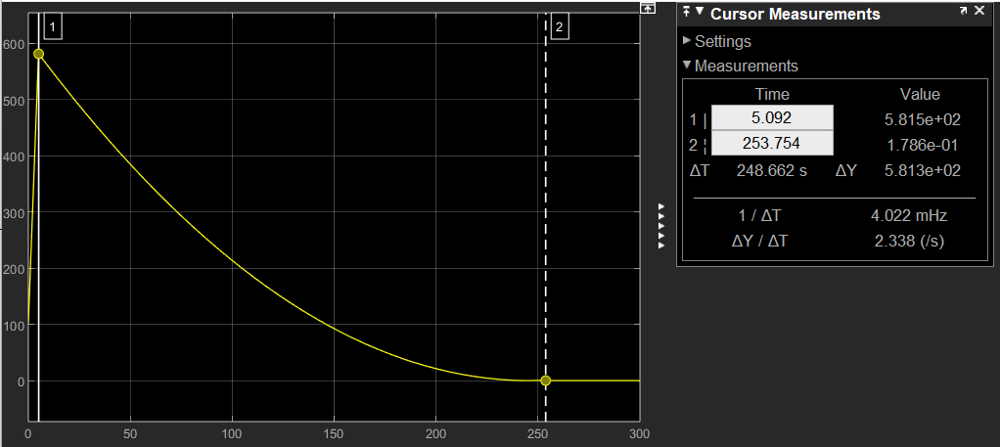 1
2
600
500
400
300
200
100
0
0 50 100 150 200 250 300
Cursor Measurements
Settings
Measurements
Time Value
1 | 5.092 5.815e+02
2 ¦ 253.754 1.786e-01
ΔT 248.662 s ΔY 5.813e+02
1 / ΔT 4.022 mHz
ΔY / ΔT 2.338 (/s)